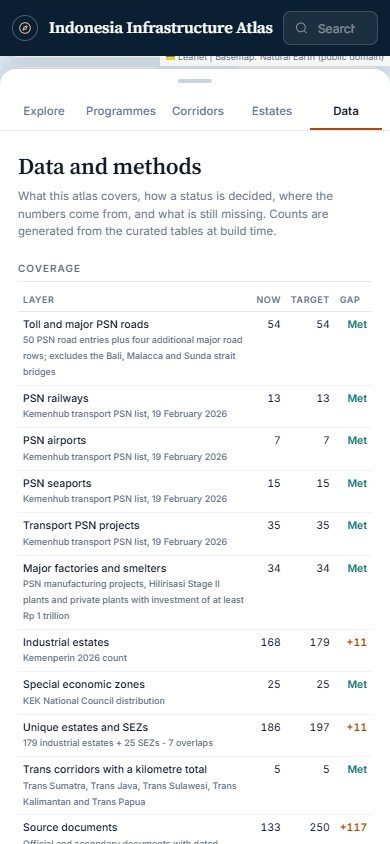 Indonesia Infrastructure Atlas
Search
Leaflet | Basemap: Natural Earth (public domain)
Explore Programmes Corridors Estates Data
Data and methods
What this atlas covers, how a status is decided, where the
numbers come from, and what is still missing. Counts are
generated from the curated tables at build time.
COVERAGE
LAYER NOW TARGET GAP
Toll and major PSN roads 54 54 Met
50 PSN road entries plus four additional major road
rows; excludes the Bali, Malacca and Sunda strait
bridges
PSN railways 13 13 Met
Kemenhub transport PSN list, 19 February 2026
PSN airports 7 7 Met
Kemenhub transport PSN list, 19 February 2026
PSN seaports 15 15 Met
Kemenhub transport PSN list, 19 February 2026
Transport PSN projects 35 35 Met
Kemenhub transport PSN list, 19 February 2026
Major factories and smelters 34 34 Met
PSN manufacturing projects, Hilirisasi Stage II
plants and private plants with investment of at least
Rp 1 trillion
Industrial estates 168 179 +11
Kemenperin 2026 count
Special economic zones 25 25 Met
KEK National Council distribution
Unique estates and SEZs 186 197 +11
179 industrial estates + 25 SEZs - 7 overlaps
Trans corridors with a kilometre total 5 5 Met
Trans Sumatra, Trans Java, Trans Sulawesi, Trans
Kalimantan and Trans Papua
Source documents 133 250 +117
Official and secondary documents with dated